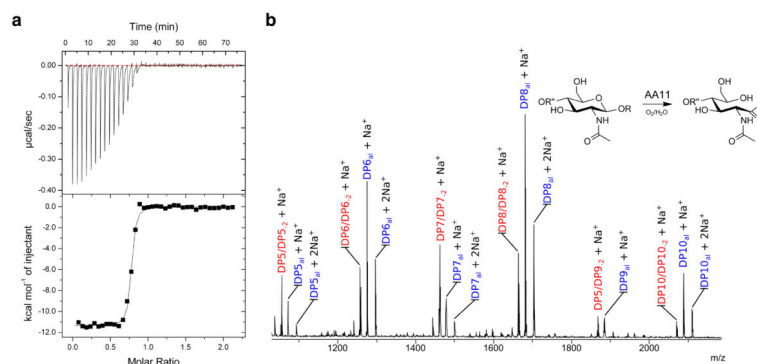 a
Time (min)
0 10 20 30 40 50 60 70
0.00
-0.10
-0.20
-0.30
-0.40
µcal/sec
0.0
-2.0
-4.0
-6.0
-8.0
-10.0
-12.0
kcal mol⁻¹ of injectant
0.0 0.5 1.0 1.5 2.0
Molar Ratio
b
DP5/DP5₋₂ + Na⁺
DP5ₐₗ + Na⁺
DP5ₐₗ + 2Na⁺
DP6/DP6₋₂ + Na⁺
DP6ₐₗ + Na⁺
DP6ₐₗ + 2Na⁺
DP7/DP7₋₂ + Na⁺
DP7ₐₗ + Na⁺
DP7ₐₗ + 2Na⁺
DP8/DP8₋₂ + Na⁺
DP8ₐₗ + Na⁺
DP8ₐₗ + 2Na⁺
DP5/DP9₋₂ + Na⁺
DP9ₐₗ + Na⁺
DP10/DP10₋₂ + Na⁺
DP10ₐₗ + Na⁺
DP10ₐₗ + 2Na⁺
OH
OR''
O
HO
OR
NH
O
AA11
O₂/H₂O
OH
OR''
OH
HO
NH
O
1200 1400 1600 1800 2000
m/z